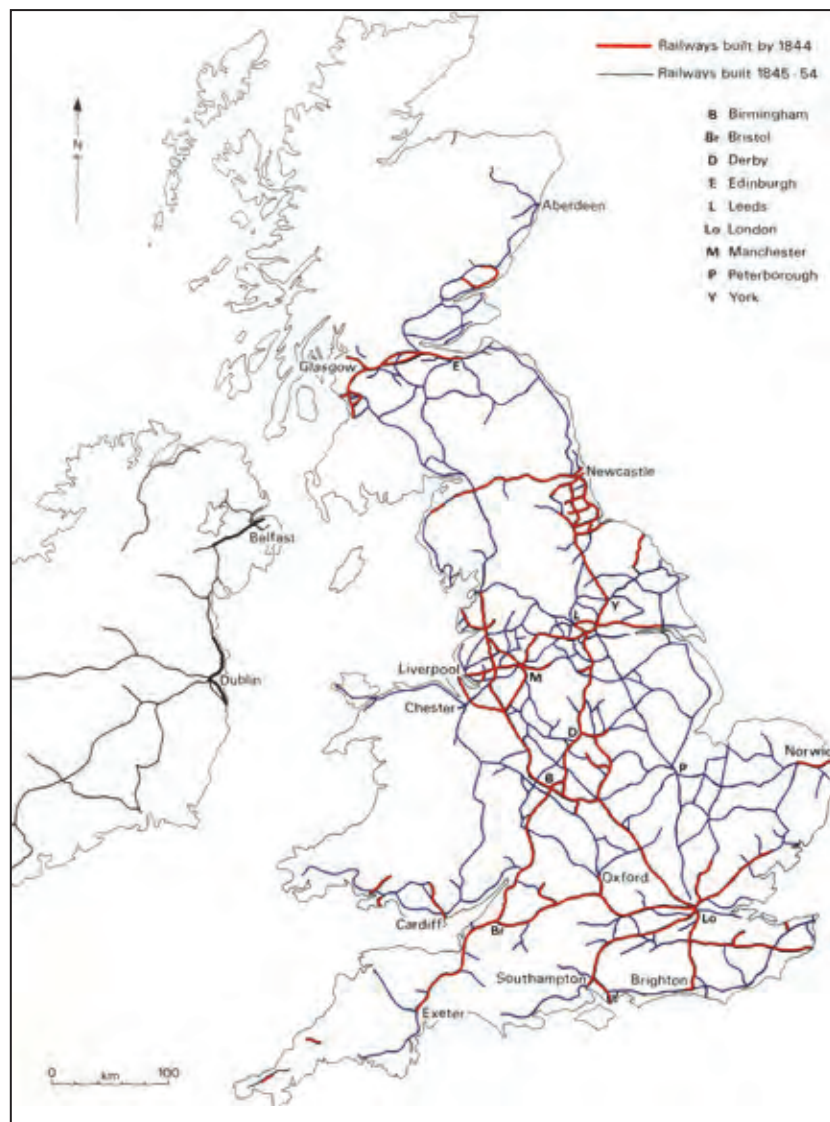 Railways built by 1844
Railways built 1845-54
N
B Birmingham
Br Bristol
D Derby
E Edinburgh
L Leeds
Lo London
M Manchester
P Peterborough
Y York
Aberdeen
Glasgow
E
Newcastle
Belfast
Y
L
Dublin
Liverpool
M
Chester
D
Norwic
B
P
Oxford
Cardiff
Br
Lo
Southampton
Brighton
Exeter
0 km 100